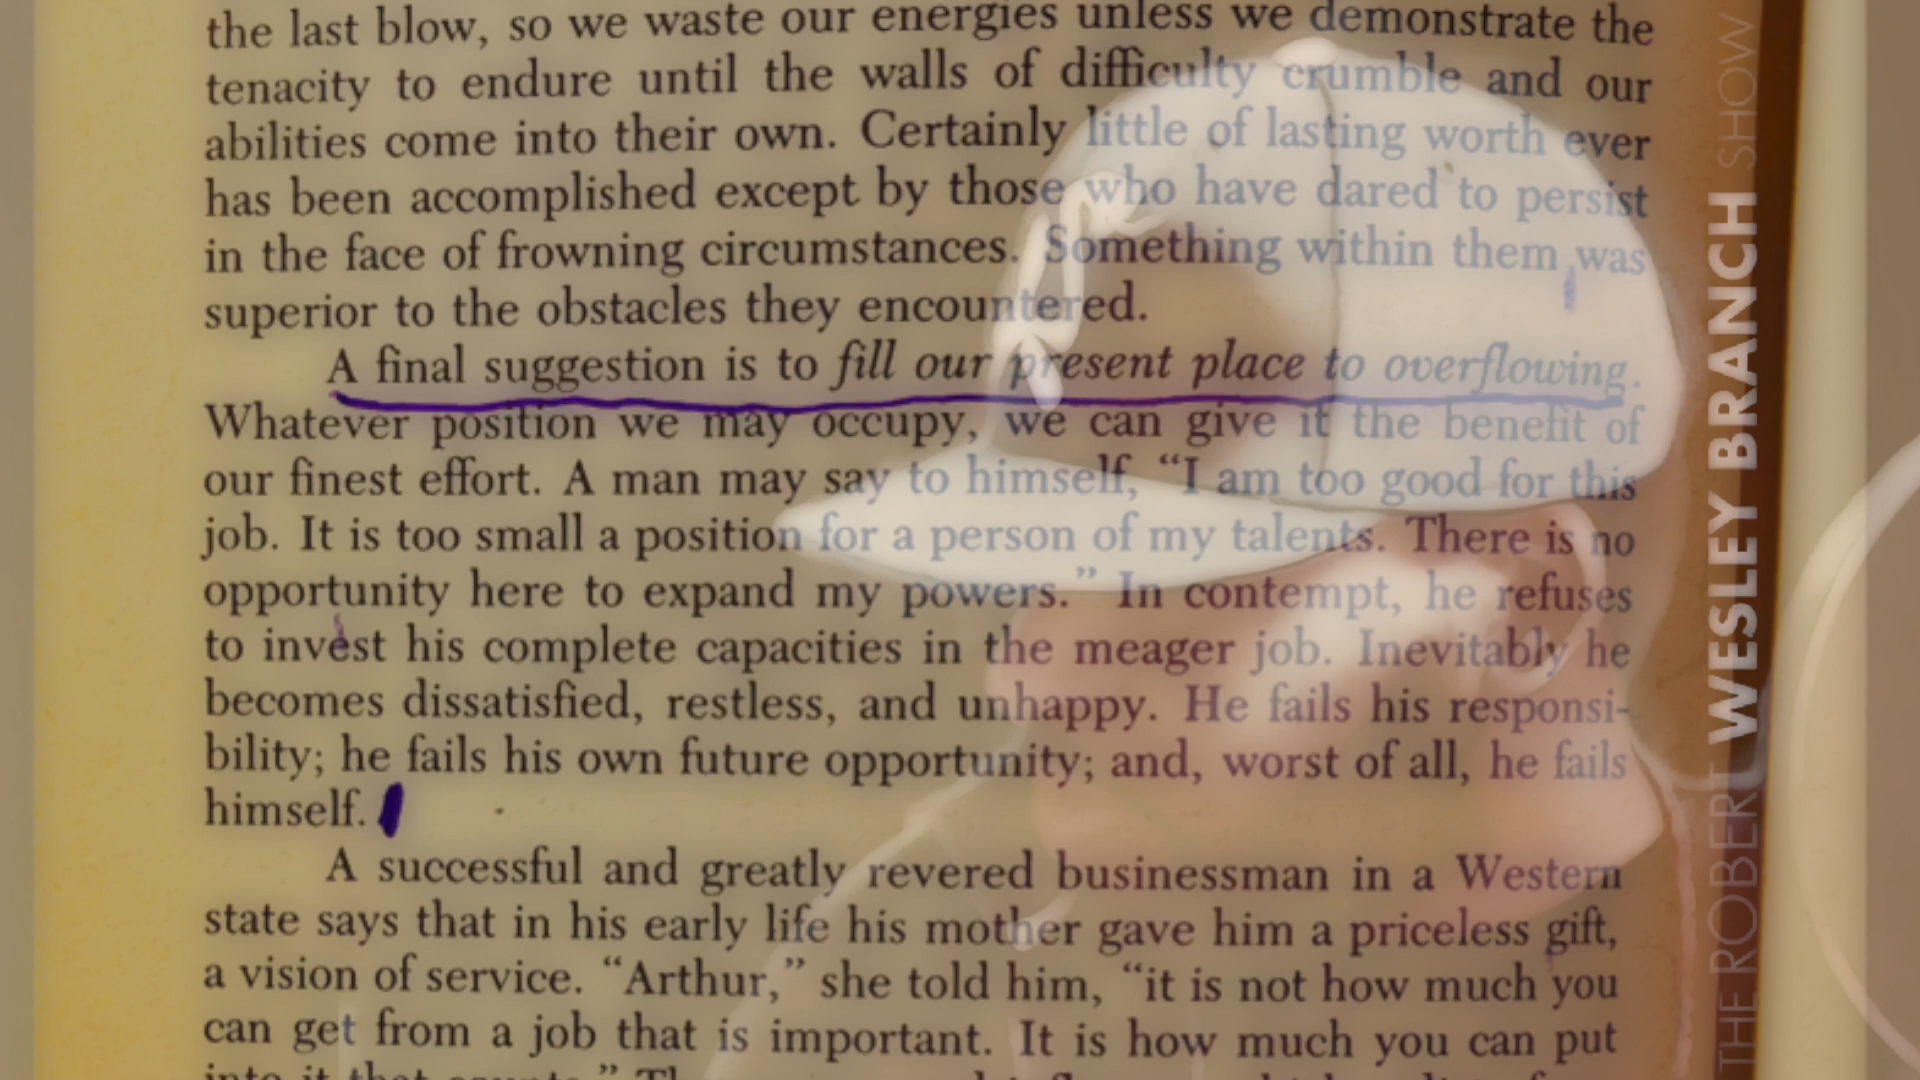 the last blow, so we waste our energies unless we demonstrate the
tenacity to endure until the walls of difficulty crumble and our
abilities come into their own. Certainly little of lasting worth ever
has been accomplished except by those who have dared to persist
in the face of frowning circumstances. Something within them was
superior to the obstacles they encountered.
A final suggestion is to fill our present place to overflowing.
Whatever position we may occupy, we can give it the benefit of
our finest effort. A man may say to himself, “I am too good for this
job. It is too small a position for a person of my talents. There is no
opportunity here to expand my powers.” In contempt, he refuses
to invest his complete capacities in the meager job. Inevitably he
becomes dissatisfied, restless, and unhappy. He fails his responsi-
bility; he fails his own future opportunity; and, worst of all, he fails
himself.
A successful and greatly revered businessman in a Western
state says that in his early life his mother gave him a priceless gift,
a vision of service. “Arthur,” she told him, “it is not how much you
can get from a job that is important. It is how much you can put
into it that counts.”
THE ROBERT WESLEY BRANCH SHOW